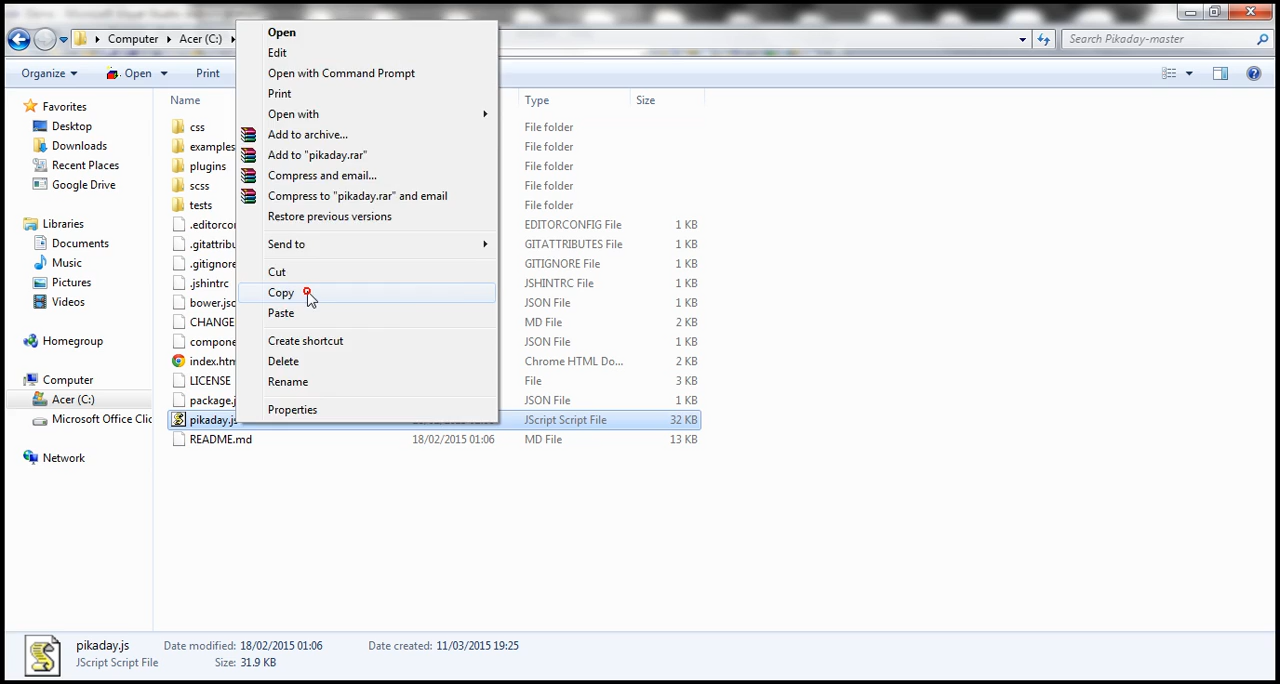 Computer Acer (C:) Search Pikaday-master
Organize Open Print
Favorites
Desktop
Downloads
Recent Places
Google Drive
Libraries
Documents
Music
Pictures
Videos
Homegroup
Computer
Acer (C:)
Microsoft Office Clic
Network
Open
Edit
Open with Command Prompt
Print
Open with
Add to archive...
Add to "pikaday.rar"
Compress and email...
Compress to "pikaday.rar" and email
Restore previous versions
Send to
Cut
Copy
Paste
Create shortcut
Delete
Rename
Properties
Name Type Size
css File folder
examples File folder
plugins File folder
scss File folder
tests File folder
.editorcon EDITORCONFIG File 1 KB
.gitattribu GITATTRIBUTES File 1 KB
.gitignore GITIGNORE File 1 KB
.jshintrc JSHINTRC File 1 KB
bower.jso JSON File 1 KB
CHANGE MD File 2 KB
compone JSON File 1 KB
index.htm Chrome HTML Do... 2 KB
LICENSE File 3 KB
package.j JSON File 1 KB
pikaday.js JScript Script File 32 KB
README.md 18/02/2015 01:06 MD File 13 KB
pikaday.js Date modified: 18/02/2015 01:06 Date created: 11/03/2015 19:25
JScript Script File Size: 31.9 KB